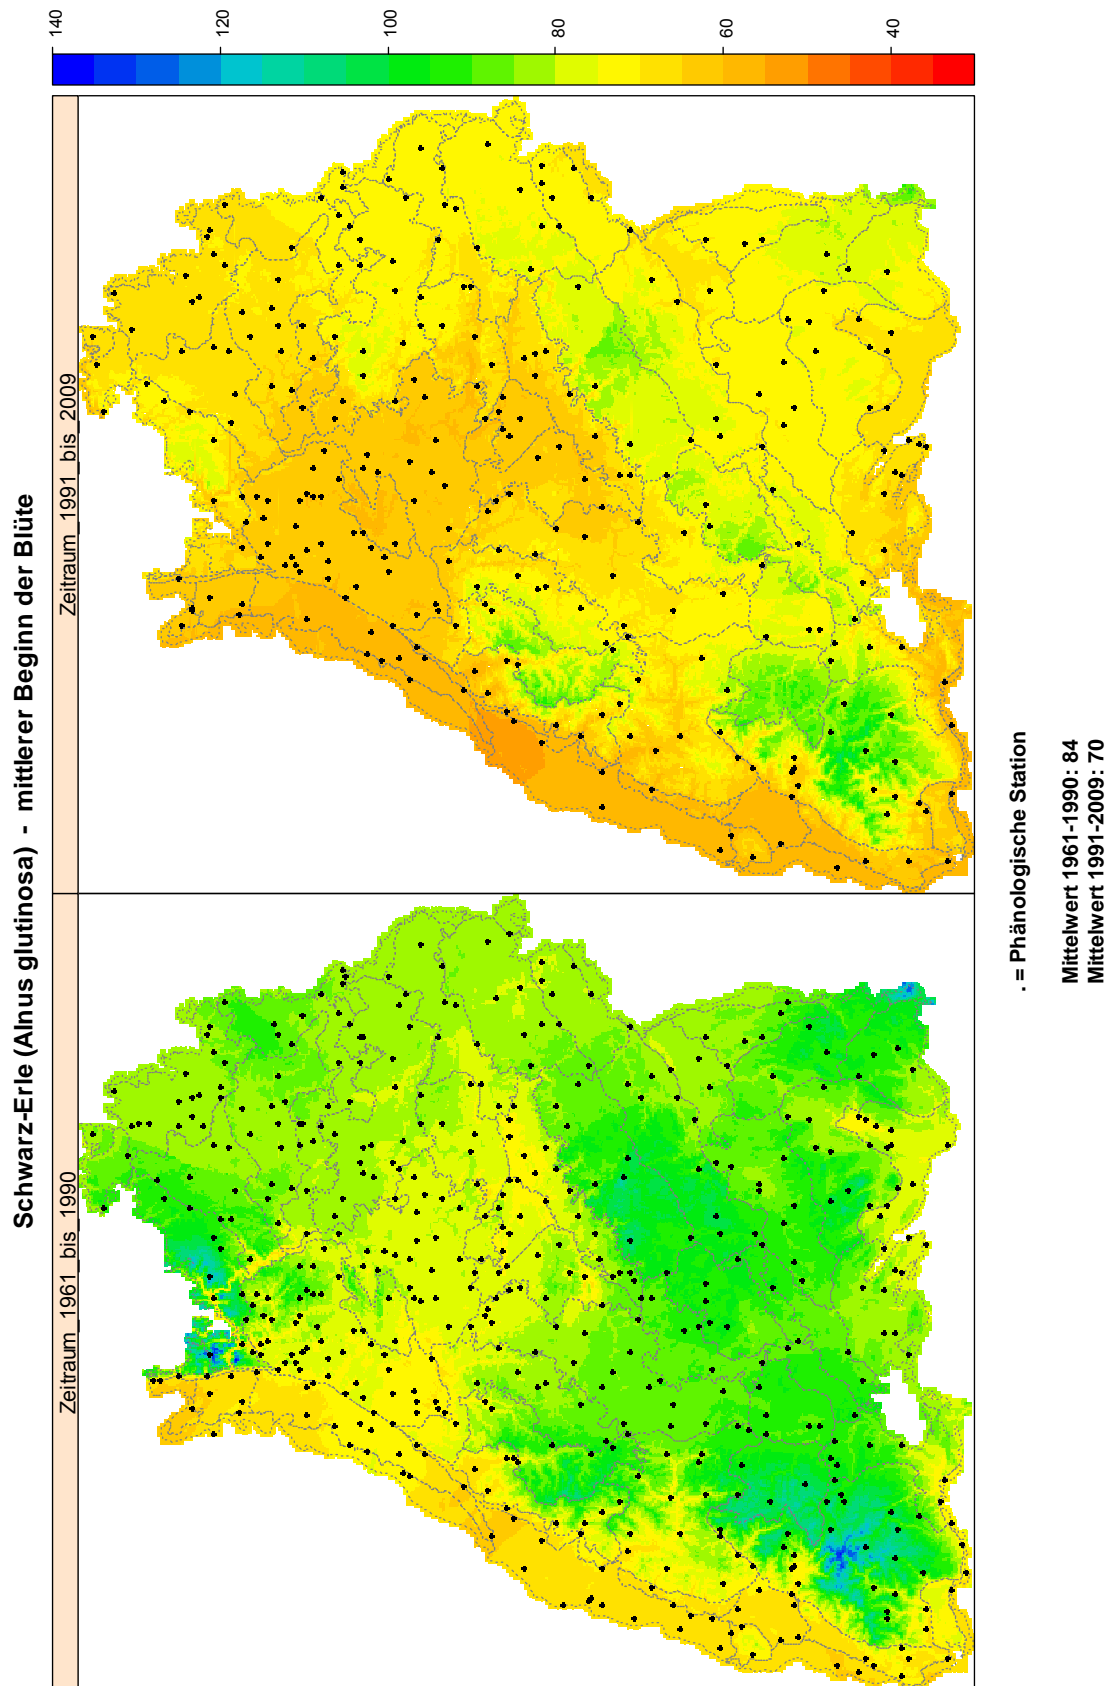 Schwarz-Erle (Alnus glutinosa)  -  mittlerer Beginn der Blüte
Zeitraum_1961_bis_1990
Zeitraum_1991_bis_2009
140
120
100
80
60
40
. = Phänologische Station
Mittelwert 1961-1990: 84
Mittelwert 1991-2009: 70